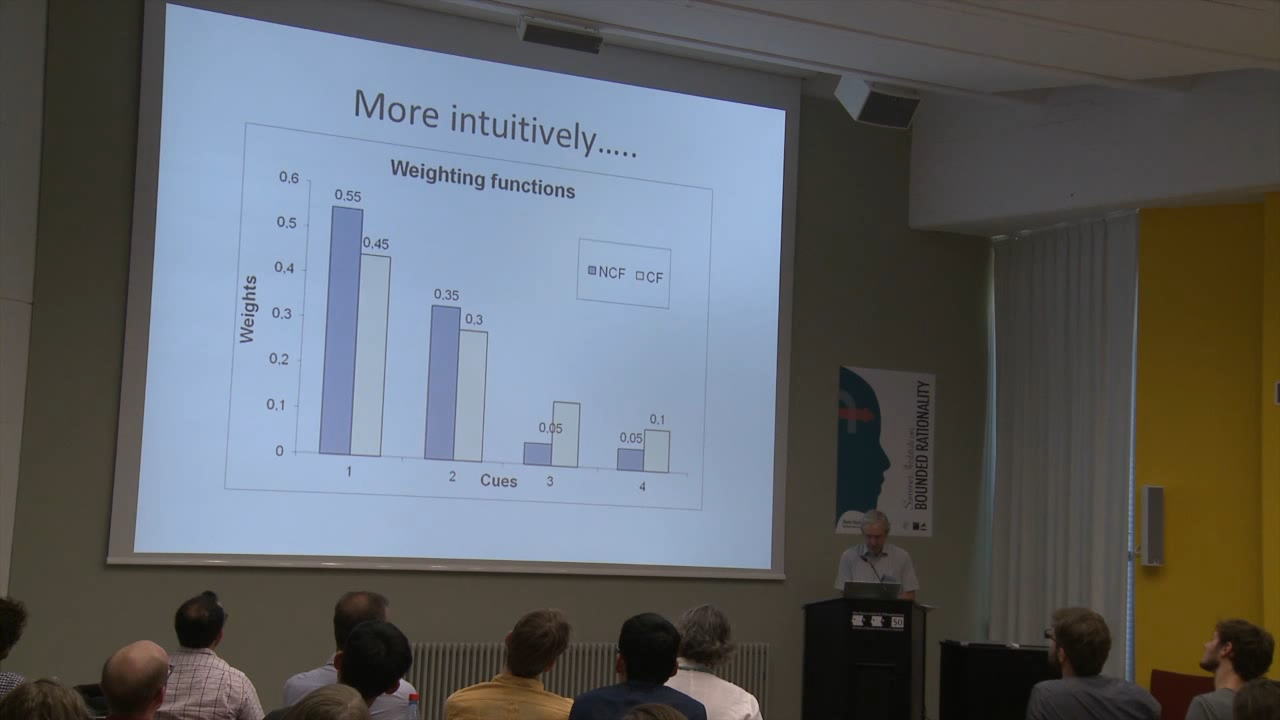 More intuitively.....
Weighting functions
0,6
0,5
0,4
0,3
0,2
0,1
0
Weights
0,55
0,45
0,35
0,3
0,05
0,05
0,1
NCF CF
1 2 3 4
Cues
BOUNDED RATIONALITY
50